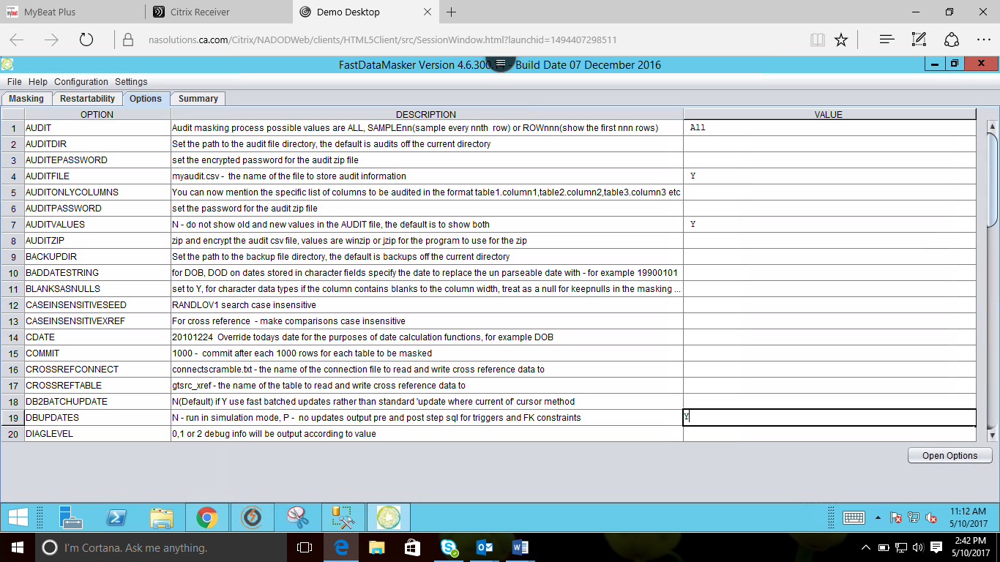 mybeat MyBeat Plus Citrix Receiver Demo Desktop
nasolutions.ca.com/Citrix/NADODWeb/clients/HTML5Client/src/SessionWindow.html?launchid=1494407298511
FastDataMasker Version 4.6.300. - Build Date 07 December 2016
File Help Configuration Settings
Masking Restartability Options Summary
OPTION DESCRIPTION VALUE
1 AUDIT Audit masking process possible values are ALL, SAMPLEnn(sample every nnth row) or ROWnnn(show the first nnn rows) All
2 AUDITDIR Set the path to the audit file directory, the default is audits off the current directory
3 AUDITEPASSWORD set the encrypted password for the audit zip file
4 AUDITFILE myaudit.csv - the name of the file to store audit information Y
5 AUDITONLYCOLUMNS You can now mention the specific list of columns to be audited in the format table1.column1,table2.column2,table3.column3 etc
6 AUDITPASSWORD set the password for the audit zip file
7 AUDITVALUES N - do not show old and new values in the AUDIT file, the default is to show both Y
8 AUDITZIP zip and encrypt the audit csv file, values are winzip or jzip for the program to use for the zip
9 BACKUPDIR Set the path to the backup file directory, the default is backups off the current directory
10 BADDATESTRING for DOB, DOD on dates stored in character fields specify the date to replace the un parseable date with - for example 19900101
11 BLANKSASNULLS set to Y, for character data types if the column contains blanks to the column width, treat as a null for keepnulls in the masking ...
12 CASEINSENSITIVESEED RANDLOV1 search case insensitive
13 CASEINSENSITIVEXREF For cross reference - make comparisons case insensitive
14 CDATE 20101224 Override todays date for the purposes of date calculation functions, for example DOB
15 COMMIT 1000 - commit after each 1000 rows for each table to be masked
16 CROSSREFCONNECT connectscramble.txt - the name of the connection file to read and write cross reference data to
17 CROSSREFTABLE gtsrc_xref - the name of the table to read and write cross reference data to
18 DB2BATCHUPDATE N(Default) if Y use fast batched updates rather than standard 'update where current of' cursor method
19 DBUPDATES N - run in simulation mode, P - no updates output pre and post step sql for triggers and FK constraints Y
20 DIAGLEVEL 0,1 or 2 debug info will be output according to value
Open Options
11:12 AM
5/10/2017
I'm Cortana. Ask me anything.
2:42 PM
5/10/2017